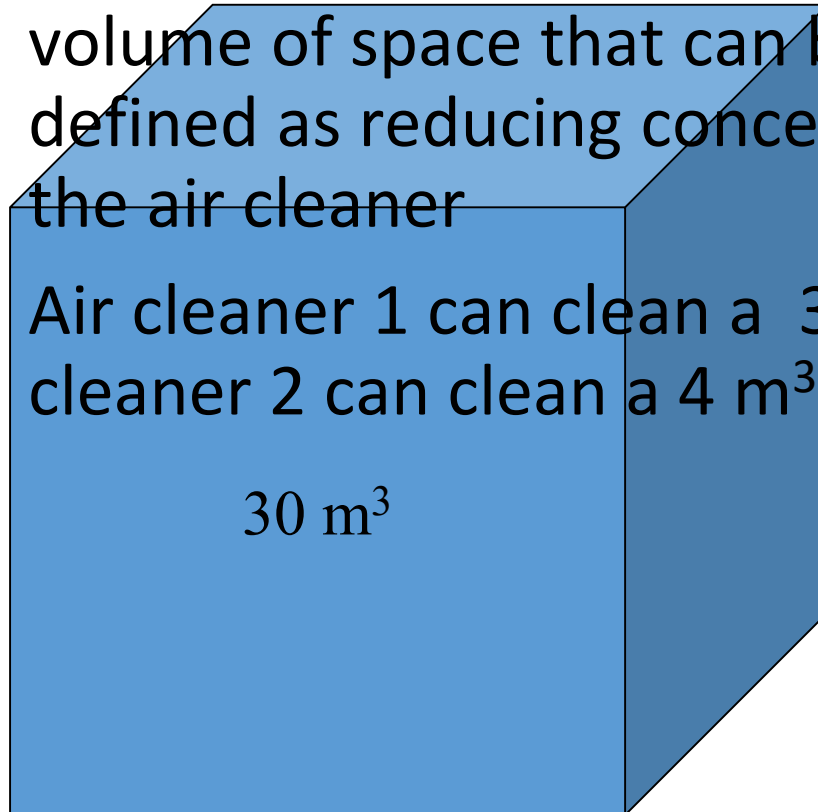 volume of space that can
defined as reducing
the air cleaner
Air cleaner 1 can clean a
cleaner 2 can clean a 4 m³
30 m³